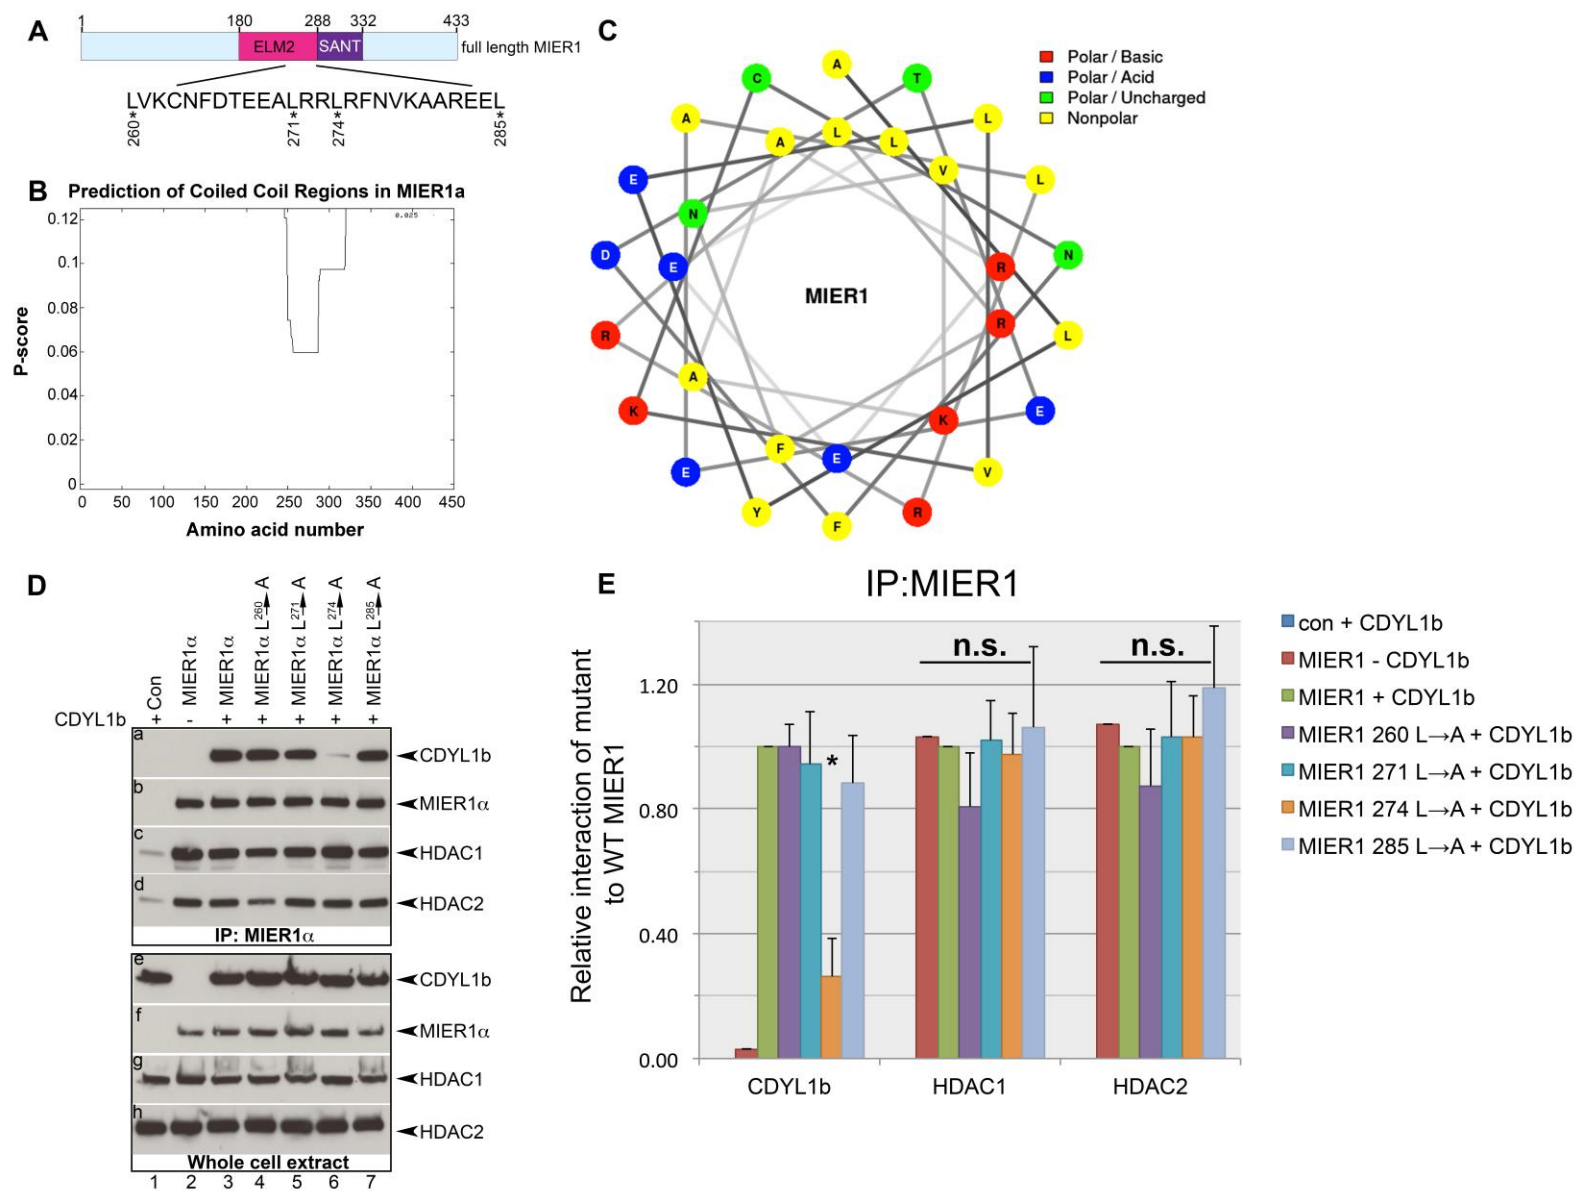 A
1 180 288 332 433
ELM2 SANT full length MIER1
LVKCNFDTEEALRRLRFNVKAAREEL
260* 271* 274* 285*
B
Prediction of Coiled Coil Regions in MIER1a
0.025
P-score
0.12
0.1
0.08
0.06
0.04
0.02
0
0 50 100 150 200 250 300 350 400 450
Amino acid number
C
Polar / Basic
Polar / Acid
Polar / Uncharged
Nonpolar
A
C T
A L
L
A L
V
E L
N
D N
E R
MIER1
R R L
A
K K E
F E
E V
Y R
F
D
Con
MIER1α
MIER1α
MIER1α L260→A
MIER1α L271→A
MIER1α L274→A
MIER1α L285→A
CDYL1b + - + + + + +
a CDYL1b
b MIER1α
c HDAC1
d HDAC2
IP: MIER1α
e CDYL1b
f MIER1α
g HDAC1
h HDAC2
Whole cell extract
1 2 3 4 5 6 7
E
IP:MIER1
Relative interaction of mutant
to WT MIER1
1.20
0.80
0.40
0.00
*
n.s. n.s.
CDYL1b HDAC1 HDAC2
con + CDYL1b
MIER1 - CDYL1b
MIER1 + CDYL1b
MIER1 260 L→A + CDYL1b
MIER1 271 L→A + CDYL1b
MIER1 274 L→A + CDYL1b
MIER1 285 L→A + CDYL1b